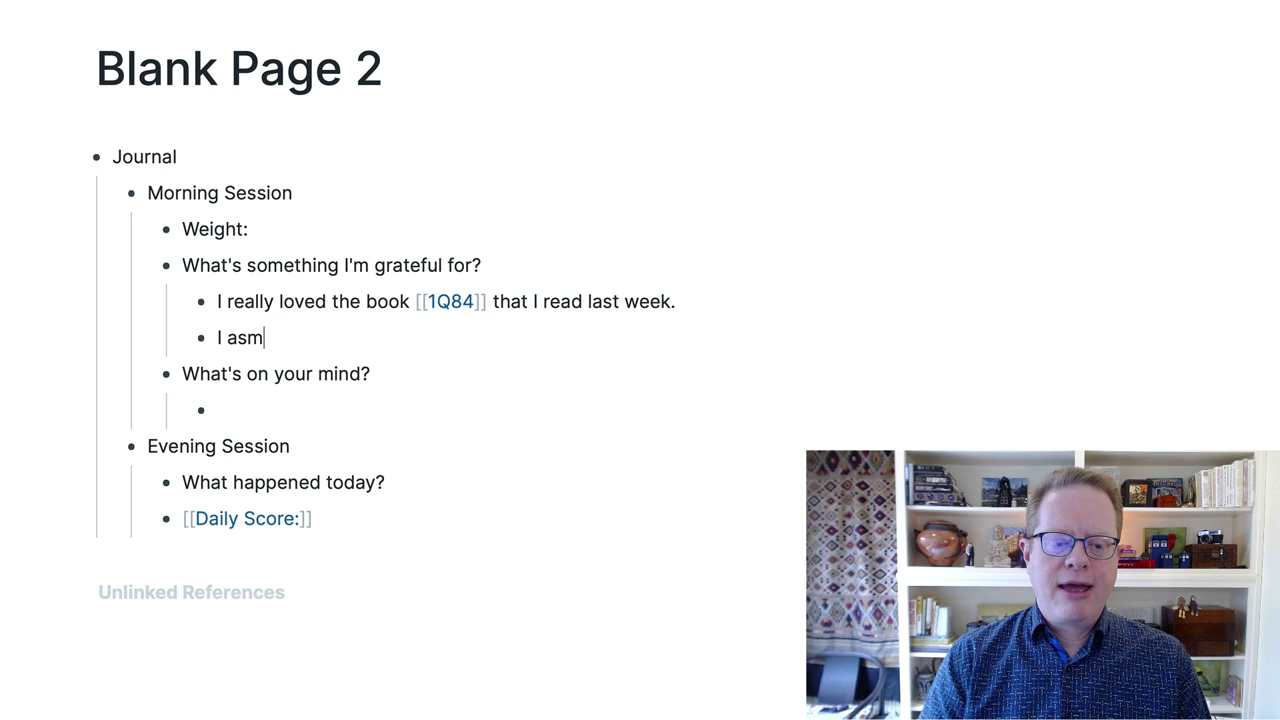 Blank Page 2
Journal
Morning Session
Weight:
What's something I'm grateful for?
I really loved the book [[1Q84]] that I read last week.
I asm
What's on your mind?
Evening Session
What happened today?
[[Daily Score:]]
Unlinked References